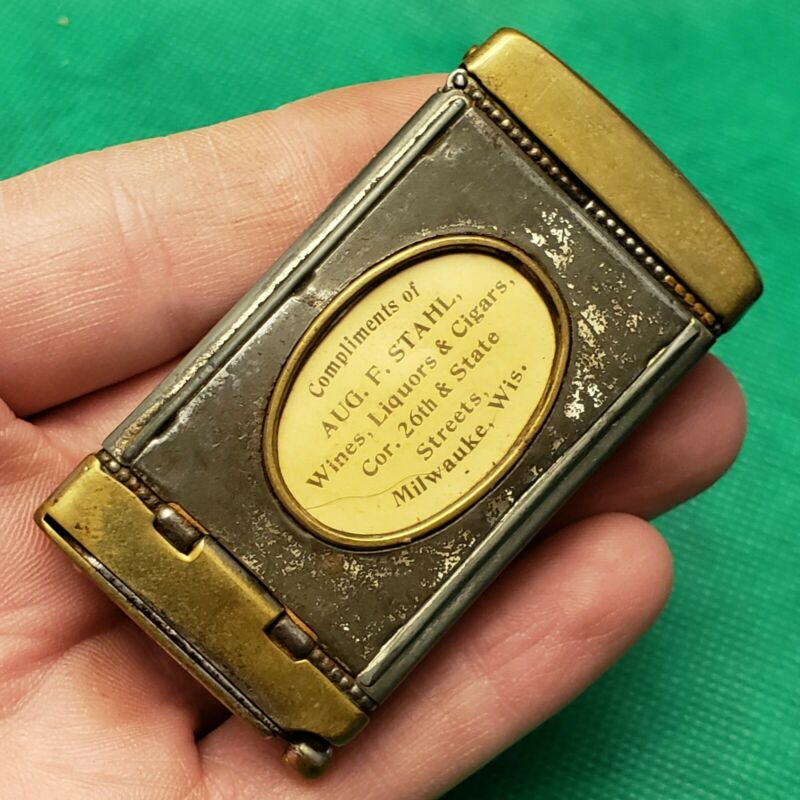 Compliments of
AUG. F. STAHL,
Wines, Liquors & Cigars,
Cor. 26th & State
Streets,
Milwauke, Wis.